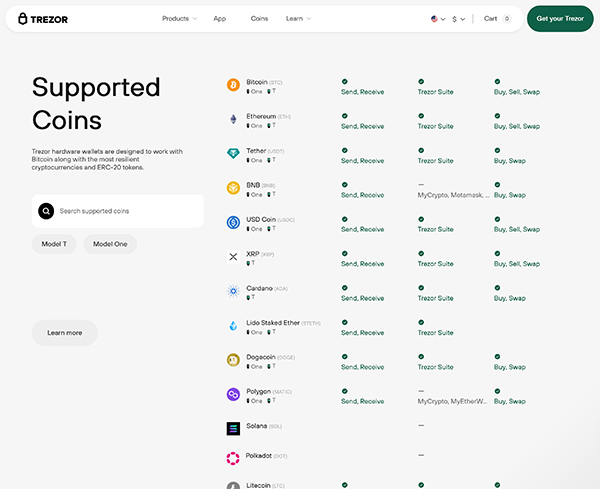 TREZOR
Products
App
Coins
Learn
$
Cart
0
Get your Trezor
Supported
Coins
Trezor hardware wallets are designed to work with
Bitcoin along with the most resilient
cryptocurrencies and ERC-20 tokens.
Search supported coins
Model T
Model One
Learn more
Bitcoin (BTC)
One T
Send, Receive
Trezor Suite
Buy, Sell, Swap
Ethereum (ETH)
One T
Send, Receive
Trezor Suite
Buy, Sell, Swap
Tether (USDT)
One T
Send, Receive
Trezor Suite
Buy, Sell, Swap
BNB (BNB)
One T
Send, Receive
—
MyCrypto, Metamask, ...
Buy, Swap
USD Coin (USDC)
One T
Send, Receive
Trezor Suite
Buy, Sell, Swap
XRP (XRP)
T
Send, Receive
Trezor Suite
Buy, Sell, Swap
Cardano (ADA)
T
Send, Receive
Trezor Suite
Buy, Swap
Lido Staked Ether (STETH)
One T
Send, Receive
Trezor Suite
Dogecoin (DOGE)
One T
Send, Receive
Trezor Suite
Buy, Swap
Polygon (MATIC)
One T
Send, Receive
—
MyCrypto, MyEtherW...
Buy, Swap
Solana (SOL)
—
Polkadot (DOT)
—
Litecoin (LTC)